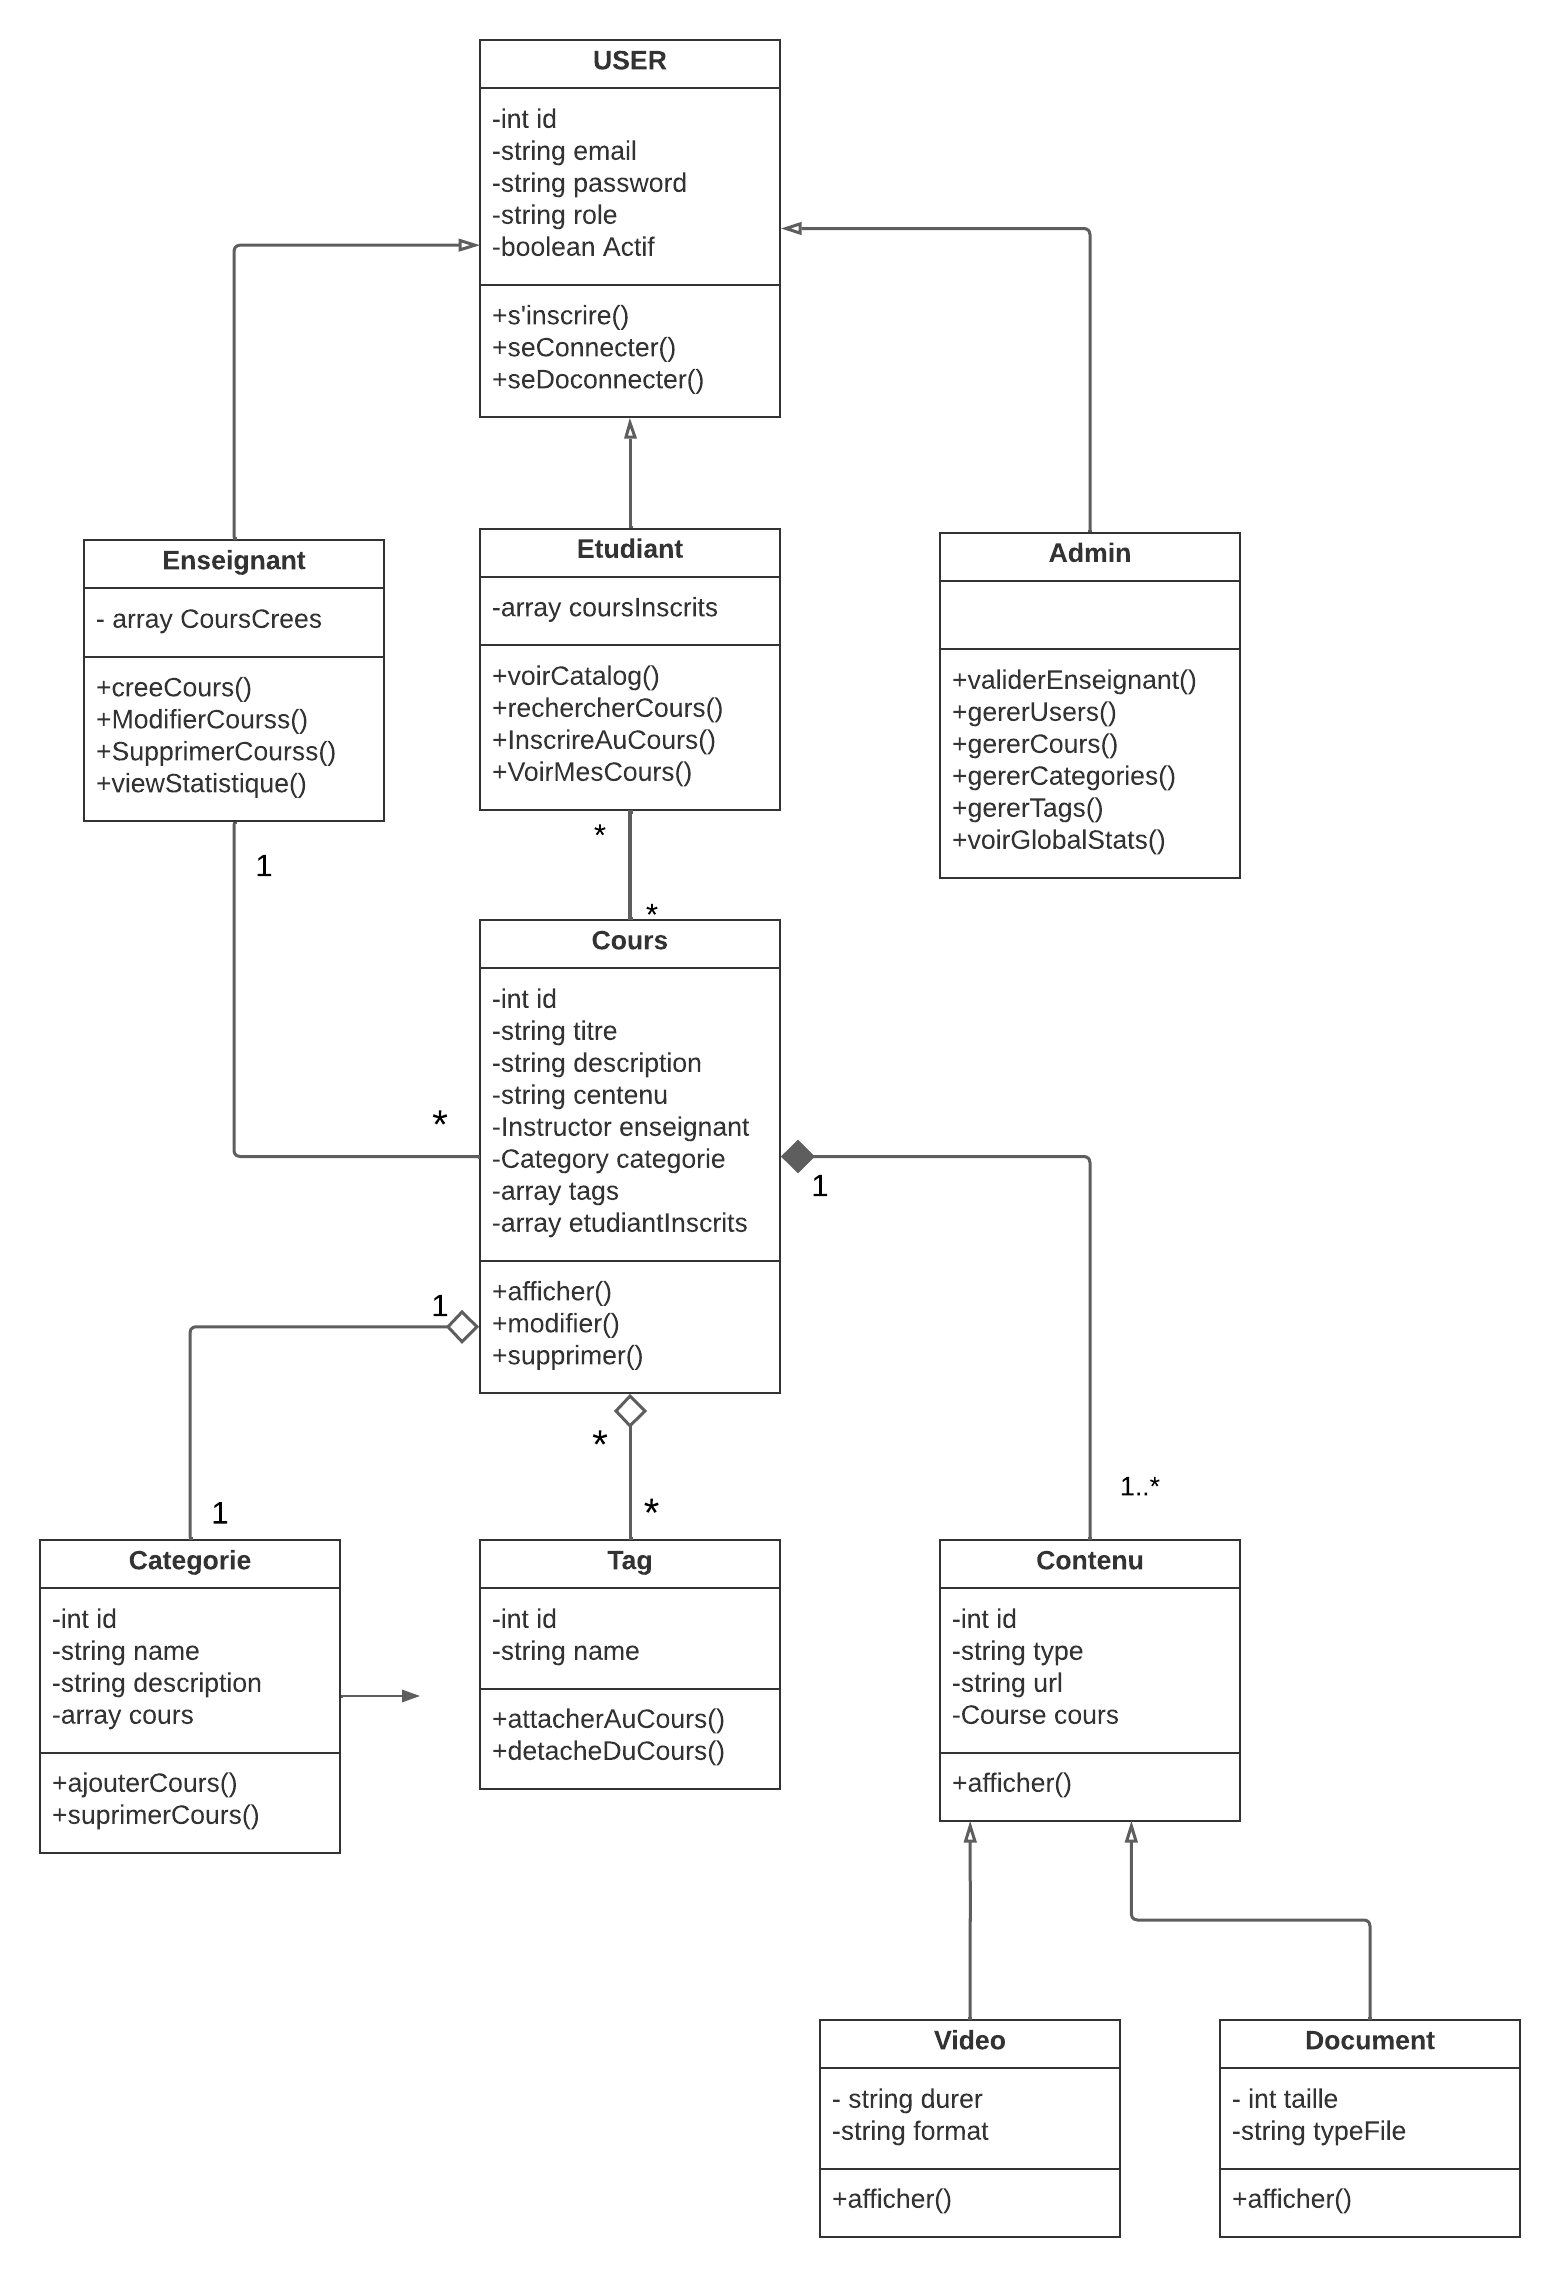 USER
-int id
-string email
-string password
-string role
-boolean Actif
+s'inscrire()
+seConnecter()
+seDoconnecter()
Enseignant
- array CoursCrees
+creeCours()
+ModifierCourss()
+SupprimerCourss()
+viewStatistique()
Etudiant
-array coursInscrits
+voirCatalog()
+rechercherCours()
+InscrireAuCours()
+VoirMesCours()
Admin
+validerEnseignant()
+gererUsers()
+gererCours()
+gererCategories()
+gererTags()
+voirGlobalStats()
1
*
*
*
Cours
-int id
-string titre
-string description
-string centenu
-Instructor enseignant
-Category categorie
-array tags
-array etudiantInscrits
+afficher()
+modifier()
+supprimer()
1
1
1
*
*
1..*
Categorie
-int id
-string name
-string description
-array cours
+ajouterCours()
+suprimerCours()
Tag
-int id
-string name
+attacherAuCours()
+detacheDuCours()
Contenu
-int id
-string type
-string url
-Course cours
+afficher()
Video
- string durer
-string format
+afficher()
Document
- int taille
-string typeFile
+afficher()